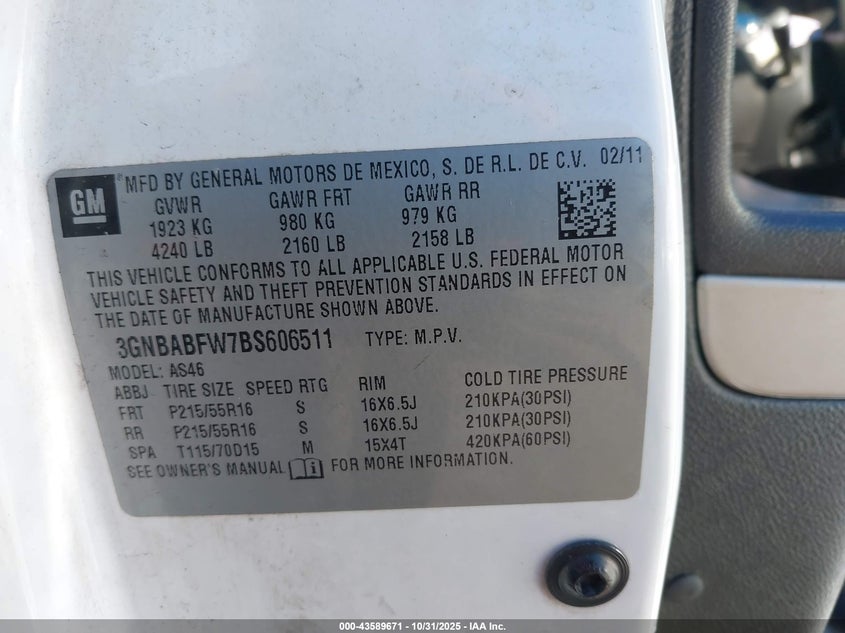 GM
MFD BY GENERAL MOTORS DE MEXICO, S. DE R.L. DE C.V. 02/11
GVWR GAWR FRT GAWR RR
1923 KG 980 KG 979 KG
4240 LB 2160 LB 2158 LB
THIS VEHICLE CONFORMS TO ALL APPLICABLE U.S. FEDERAL MOTOR
VEHICLE SAFETY AND THEFT PREVENTION STANDARDS IN EFFECT ON
THE DATE OF MANUFACTURE SHOWN ABOVE.
3GNBABFW7BS606511 TYPE: M.P.V.
MODEL: AS46
ABBJ TIRE SIZE SPEED RTG RIM COLD TIRE PRESSURE
FRT P215/55R16 S 16X6.5J 210KPA(30PSI)
RR P215/55R16 S 16X6.5J 210KPA(30PSI)
SPA T115/70D15 M 15X4T 420KPA(60PSI)
SEE OWNER'S MANUAL FOR MORE INFORMATION.
000-43589671 - 10/31/2025 - IAA Inc.